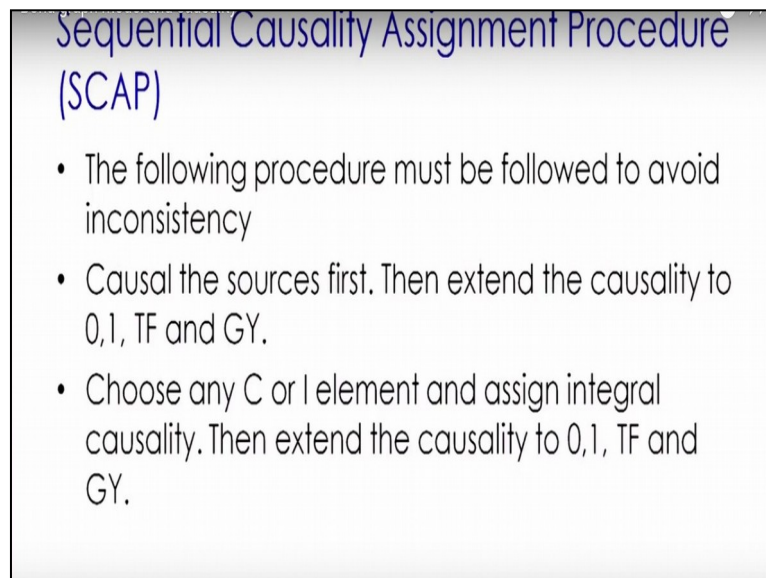 Sequential Causality Assignment Procedure
(SCAP)
• The following procedure must be followed to avoid
inconsistency
• Causal the sources first. Then extend the causality to
0,1, TF and GY.
• Choose any C or I element and assign integral
causality. Then extend the causality to 0,1, TF and
GY.